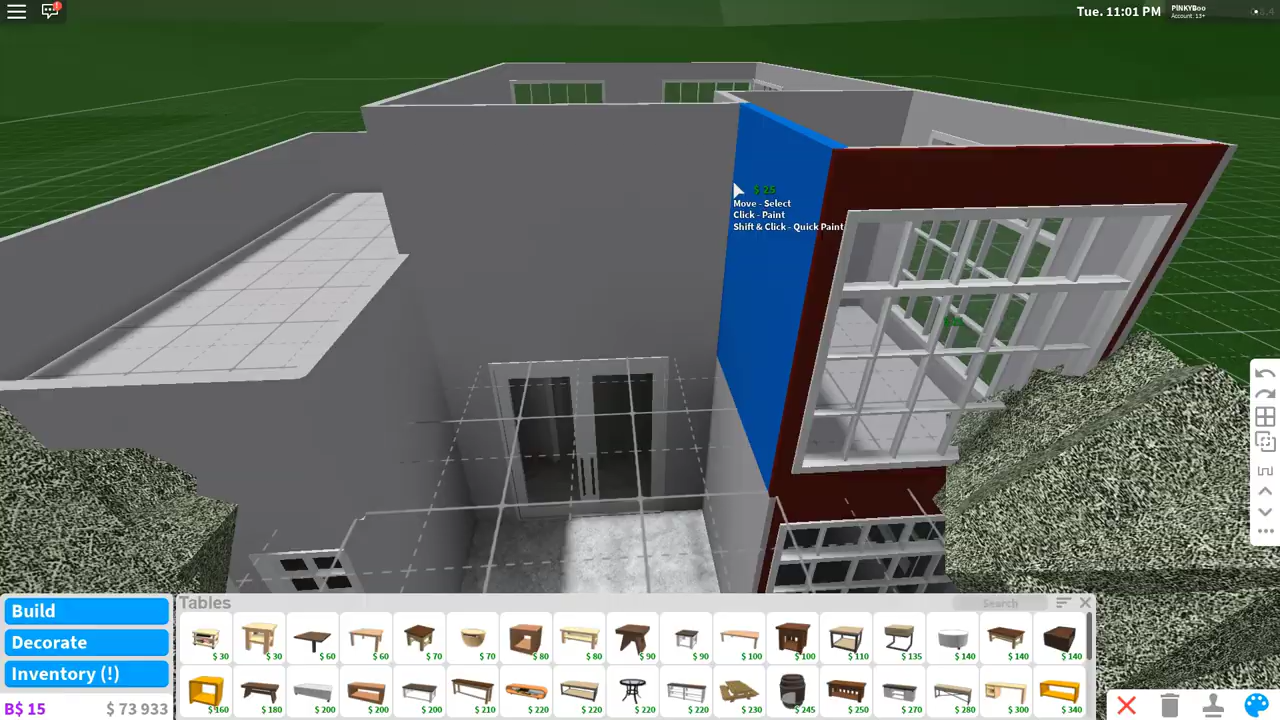 Tue. 11:01 PM
PINKYBoo
Account: 13+
$ 25
Move - Select
Click - Paint
Shift & Click - Quick Paint
Build
Decorate
Inventory (!)
B$ 15
$ 73 933
Tables
Search
$ 30 $ 30 $ 60 $ 60 $ 70 $ 70 $ 80 $ 80 $ 90 $ 90 $ 100 $ 100 $ 110 $ 135 $ 140 $ 140 $ 140
$ 160 $ 180 $ 200 $ 200 $ 200 $ 210 $ 220 $ 220 $ 220 $ 220 $ 230 $ 245 $ 250 $ 270 $ 280 $ 300 $ 340